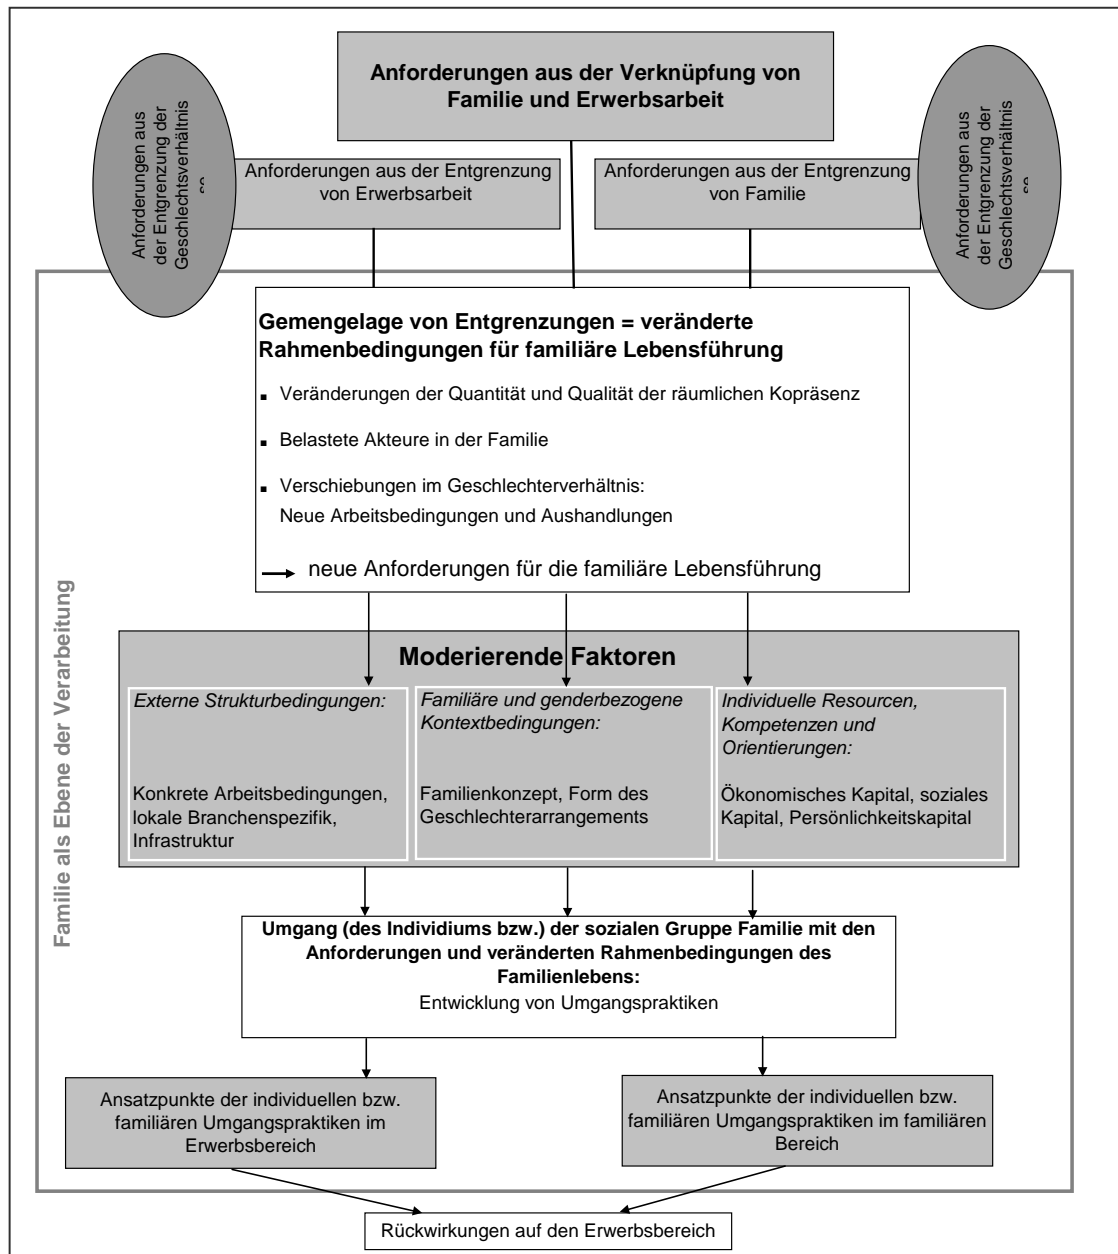 Anforderungen aus der Verknüpfung von
Familie und Erwerbsarbeit
Anforderungen aus
der Entgrenzung der
Geschlechtsverhältnis
se
Anforderungen aus der Entgrenzung
von Erwerbsarbeit
Anforderungen aus der Entgrenzung
von Familie
Anforderungen aus
der Entgrenzung der
Geschlechtsverhältnis
se
Gemengelage von Entgrenzungen = veränderte
Rahmenbedingungen für familiäre Lebensführung
▪ Veränderungen der Quantität und Qualität der räumlichen Kopräsenz
▪ Belastete Akteure in der Familie
▪ Verschiebungen im Geschlechterverhältnis:
Neue Arbeitsbedingungen und Aushandlungen
→ neue Anforderungen für die familiäre Lebensführung
Familie als Ebene der Verarbeitung
Moderierende Faktoren
Externe Strukturbedingungen:
Konkrete Arbeitsbedingungen,
lokale Branchenspezifik,
Infrastruktur
Familiäre und genderbezogene
Kontextbedingungen:
Familienkonzept, Form des
Geschlechterarrangements
Individuelle Resourcen,
Kompetenzen und
Orientierungen:
Ökonomisches Kapital, soziales
Kapital, Persönlichkeitskapital
Umgang (des Individiums bzw.) der sozialen Gruppe Familie mit den
Anforderungen und veränderten Rahmenbedingungen des
Familienlebens:
Entwicklung von Umgangspraktiken
Ansatzpunkte der individuellen bzw.
familiären Umgangspraktiken im
Erwerbsbereich
Ansatzpunkte der individuellen bzw.
familiären Umgangspraktiken im familiären
Bereich
Rückwirkungen auf den Erwerbsbereich